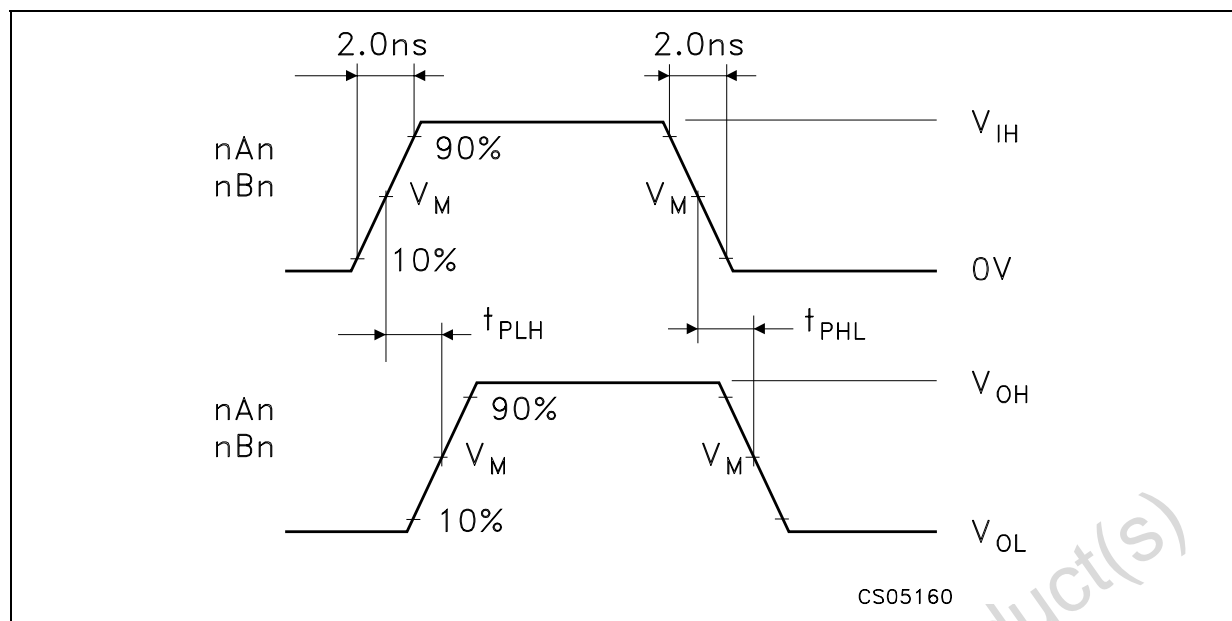 2.0ns 2.0ns
nAn
nBn
90%
V_M V_M
10%
V_IH
0V
t_PLH t_PHL
nAn
nBn
90%
V_M V_M
10%
V_OH
V_OL
CS05160
duct(s)